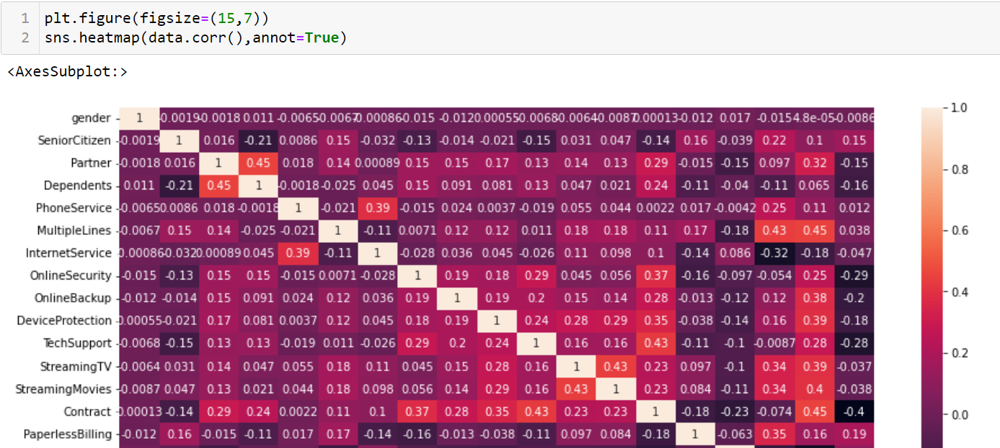 1 plt.figure(figsize=(15,7))
2 sns.heatmap(data.corr(),annot=True)
<AxesSubplot:>
gender 1 -0.0019 -0.0018 0.011 -0.0065 -0.0067 0.00086 -0.015 -0.012 0.00055 -0.0068 0.0064 -0.0087 0.00013 -0.012 0.017 -0.015 4.8e-05 -0.0086 1.0
SeniorCitizen -0.0019 1 0.016 -0.21 0.0086 0.15 -0.032 -0.13 -0.014 -0.021 -0.15 0.031 0.047 -0.14 0.16 -0.039 0.22 0.1 0.15
Partner -0.0018 0.016 1 0.45 0.018 0.14 0.00089 0.15 0.15 0.17 0.13 0.14 0.13 0.29 -0.015 -0.15 0.097 0.32 -0.15
0.8
Dependents 0.011 -0.21 0.45 1 -0.0018 -0.025 0.045 0.15 0.091 0.081 0.13 0.047 0.021 0.24 -0.11 -0.04 -0.11 0.065 -0.16
PhoneService -0.0065 0.0086 0.018 -0.0018 1 -0.021 0.39 -0.015 0.024 0.0037 -0.019 0.055 0.044 0.0022 0.017 -0.0042 0.25 0.11 0.012
MultipleLines -0.0067 0.15 0.14 -0.025 -0.021 1 -0.11 0.0071 0.12 0.12 0.011 0.18 0.18 0.11 0.17 -0.18 0.43 0.45 0.038 0.6
InternetService 0.00086 -0.032 0.00089 0.045 0.39 -0.11 1 -0.028 0.036 0.045 -0.026 0.11 0.098 0.1 -0.14 0.086 -0.32 -0.18 -0.047
OnlineSecurity -0.015 -0.13 0.15 0.15 -0.015 0.0071 -0.028 1 0.19 0.18 0.29 0.045 0.056 0.37 -0.16 -0.097 -0.054 0.25 -0.29
OnlineBackup -0.012 -0.014 0.15 0.091 0.024 0.12 0.036 0.19 1 0.19 0.2 0.15 0.14 0.28 -0.013 -0.12 0.12 0.38 -0.2 0.4
DeviceProtection 0.00055 -0.021 0.17 0.081 0.0037 0.12 0.045 0.18 0.19 1 0.24 0.28 0.29 0.35 -0.038 -0.14 0.16 0.39 -0.18
TechSupport -0.0068 -0.15 0.13 0.13 -0.019 0.011 -0.026 0.29 0.2 0.24 1 0.16 0.16 0.43 -0.11 -0.1 -0.0087 0.28 -0.28
0.2
StreamingTV -0.0064 0.031 0.14 0.047 0.055 0.18 0.11 0.045 0.15 0.28 0.16 1 0.43 0.23 0.097 -0.1 0.34 0.39 -0.037
StreamingMovies -0.0087 0.047 0.13 0.021 0.044 0.18 0.098 0.056 0.14 0.29 0.16 0.43 1 0.23 0.084 -0.11 0.34 0.4 -0.038
Contract 0.00013 -0.14 0.29 0.24 0.0022 0.11 0.1 0.37 0.28 0.35 0.43 0.23 0.23 1 -0.18 -0.23 -0.074 0.45 -0.4 0.0
PaperlessBilling -0.012 0.16 -0.015 -0.11 0.017 0.17 -0.14 -0.16 -0.013 -0.038 -0.11 0.097 0.084 -0.18 1 -0.063 0.35 0.16 0.19